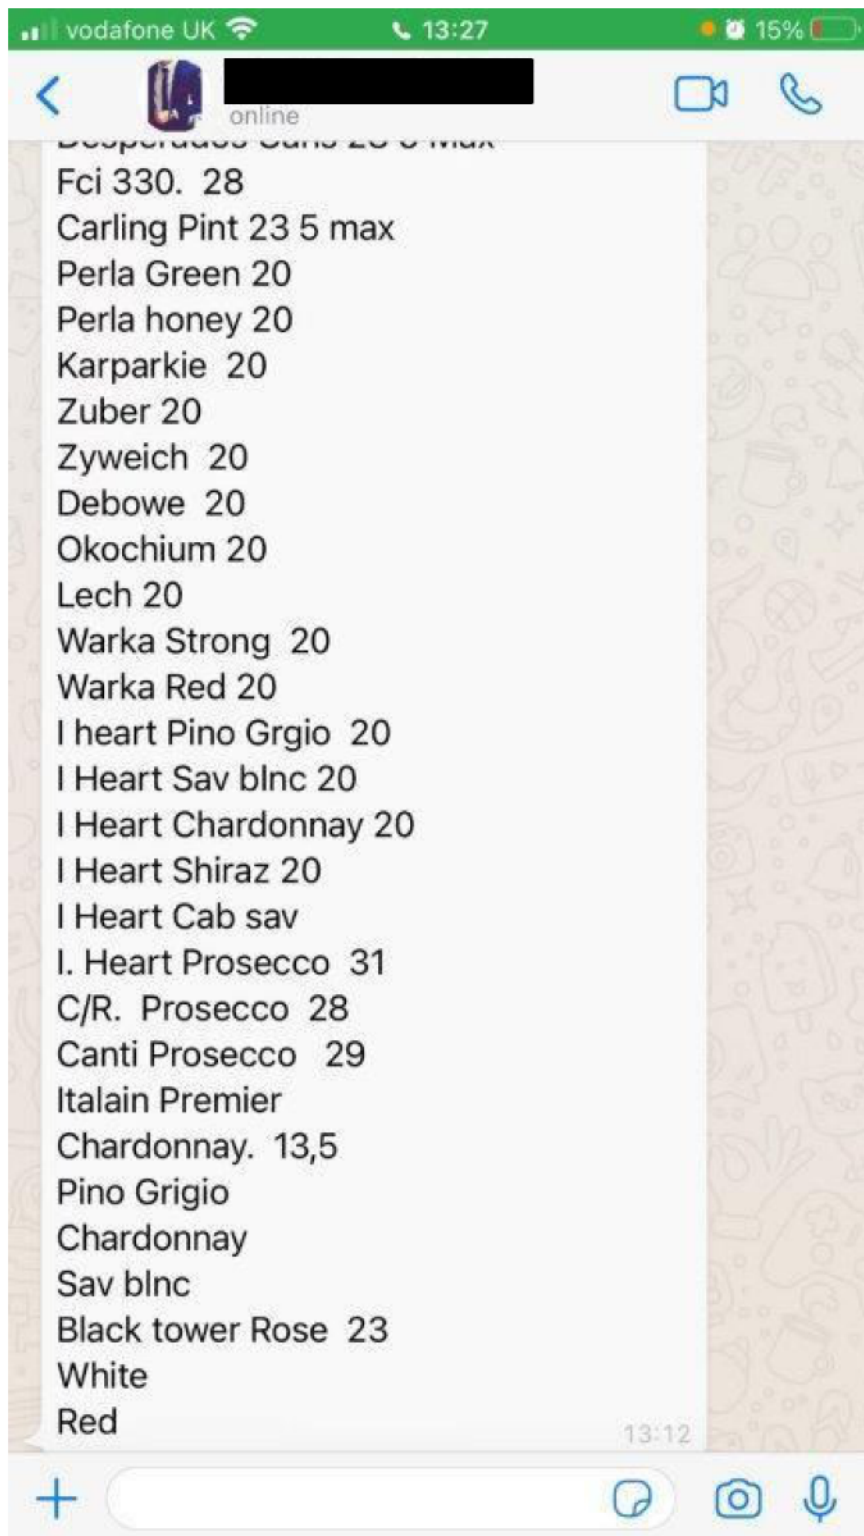 vodafone UK 13:27 15%
online
Fci 330. 28
Carling Pint 23 5 max
Perla Green 20
Perla honey 20
Karparkie 20
Zuber 20
Zyweich 20
Debowe 20
Okochium 20
Lech 20
Warka Strong 20
Warka Red 20
I heart Pino Grgio 20
I Heart Sav blnc 20
I Heart Chardonnay 20
I Heart Shiraz 20
I Heart Cab sav
I. Heart Prosecco 31
C/R. Prosecco 28
Canti Prosecco 29
Italain Premier
Chardonnay. 13,5
Pino Grigio
Chardonnay
Sav blnc
Black tower Rose 23
White
Red
13:12